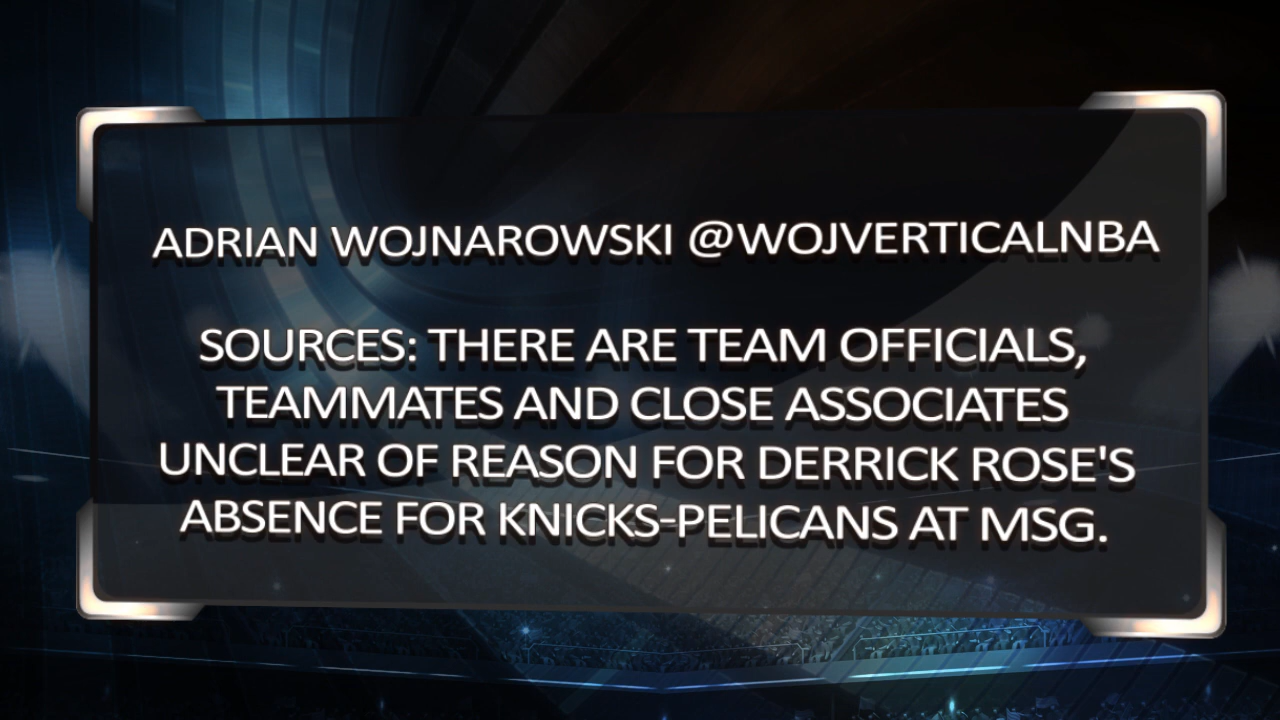 ADRIAN WOJNAROWSKI @WOJVERTICALNBA
SOURCES: THERE ARE TEAM OFFICIALS,
TEAMMATES AND CLOSE ASSOCIATES
UNCLEAR OF REASON FOR DERRICK ROSE'S
ABSENCE FOR KNICKS-PELICANS AT MSG.